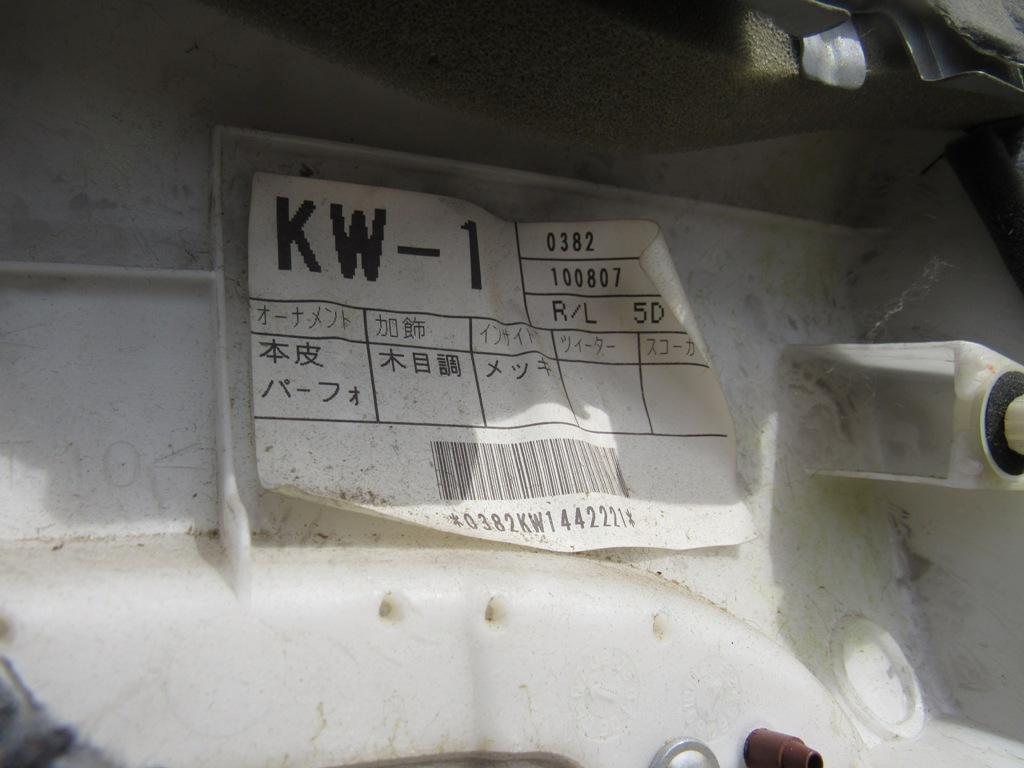 KW-1
0382
100807
R/L 5D
オーナメント 加飾 インサイド ツィーター スコーカ
本皮 木目調 メッキ
パーフォ
*0382KW1442221*